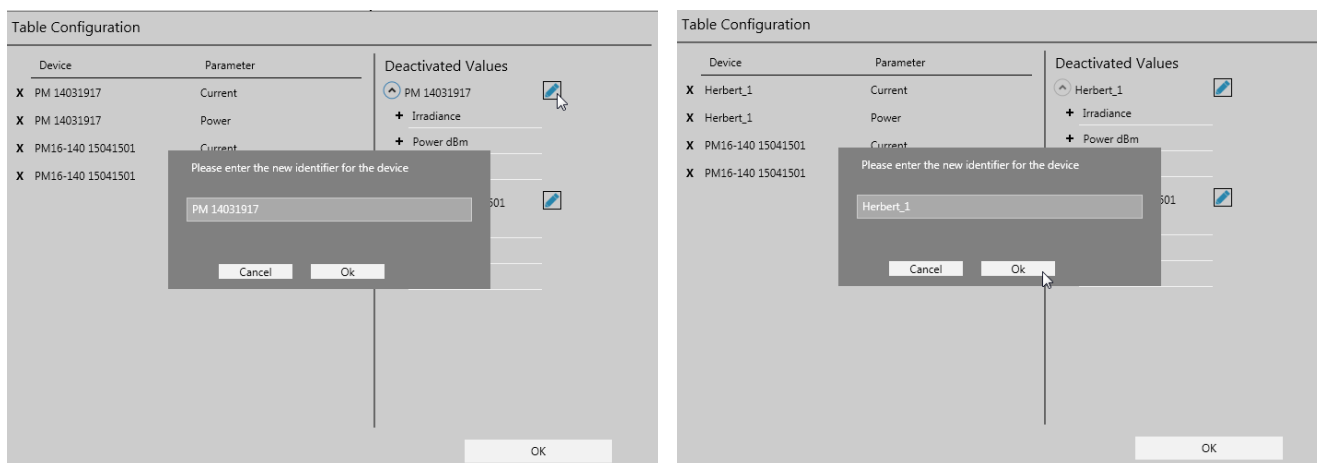 Table Configuration
Device Parameter
X PM 14031917 Current
X PM 14031917 Power
X PM16-140 15041501 Current
X PM16-140 15041501
Deactivated Values
PM 14031917
+ Irradiance
+ Power dBm
501
Please enter the new identifier for the device
PM 14031917
Cancel Ok
OK
Table Configuration
Device Parameter
X Herbert_1 Current
X Herbert_1 Power
X PM16-140 15041501 Current
X PM16-140 15041501
Deactivated Values
Herbert_1
+ Irradiance
+ Power dBm
501
Please enter the new identifier for the device
Herbert_1
Cancel Ok
OK